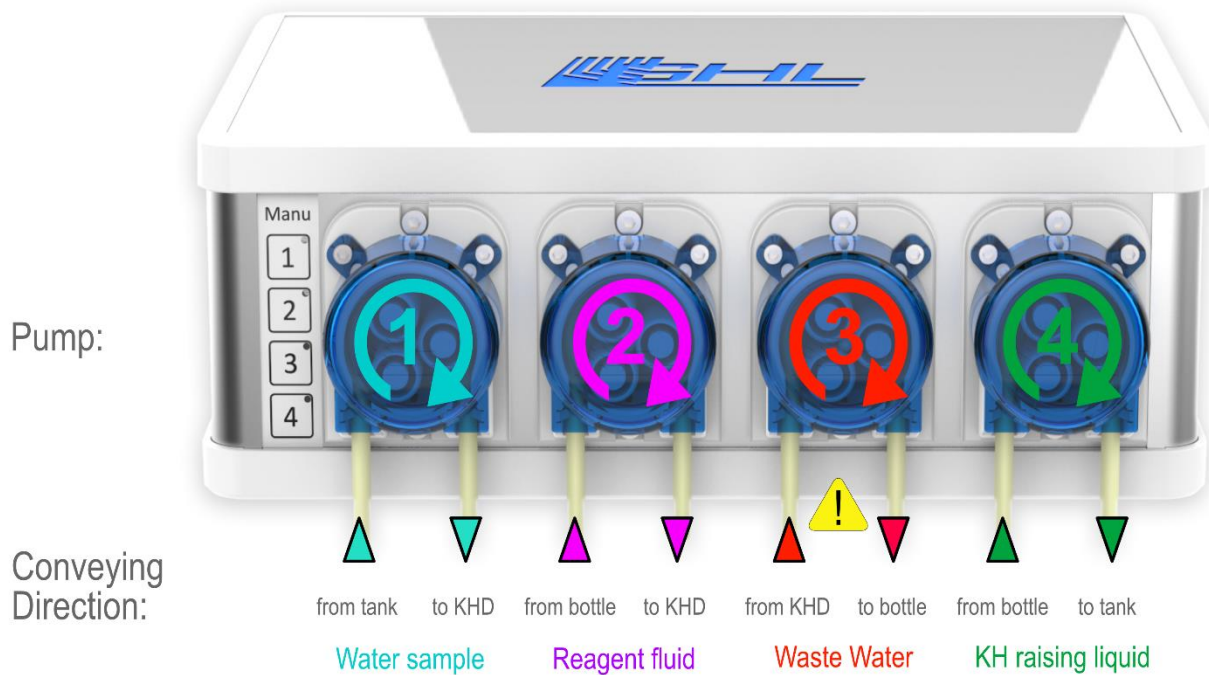 GHL
Manu
1
2
3
4
1 2 3 4
Pump:
!
Conveying
Direction:
from tank to KHD from bottle to KHD from KHD to bottle from bottle to tank
Water sample Reagent fluid Waste Water KH raising liquid